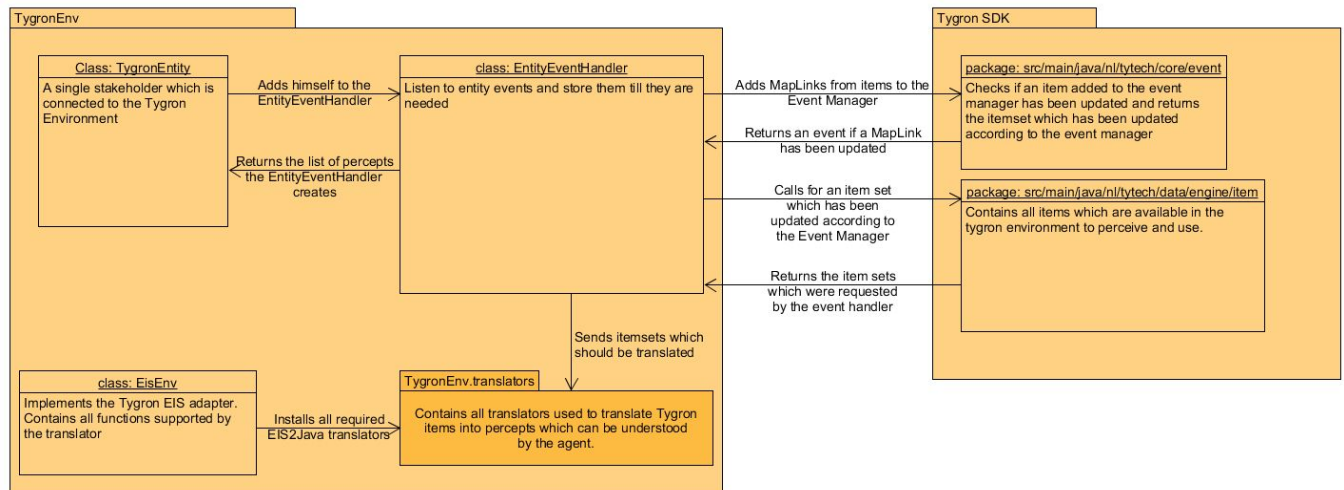 TygronEnv
Class: TygronEntity
A single stakeholder which is
connected to the Tygron
Environment
Adds himself to the
EntityEventHandler
Returns the list of percepts
the EntityEventHandler
creates
class: EntityEventHandler
Listen to entity events and store them till they are
needed
Adds MapLinks from items to the
Event Manager
Returns an event if a MapLink
has been updated
Calls for an item set
which has been
updated according to
the Event Manager
Returns the item sets
which were requested
by the event handler
Tygron SDK
package: src/main/java/nl/tytech/core/event
Checks if an item added to the event
manager has been updated and returns
the itemset which has been updated
according to the event manager
package: src/main/java/nl/tytech/data/engine/item
Contains all items which are available in the
tygron environment to perceive and use.
Sends itemsets which
should be translated
class: EisEnv
Implements the Tygron EIS adapter.
Contains all functions supported by
the translator
Installs all required
EIS2Java translators
TygronEnv.translators
Contains all translators used to translate Tygron
items into percepts which can be understood
by the agent.